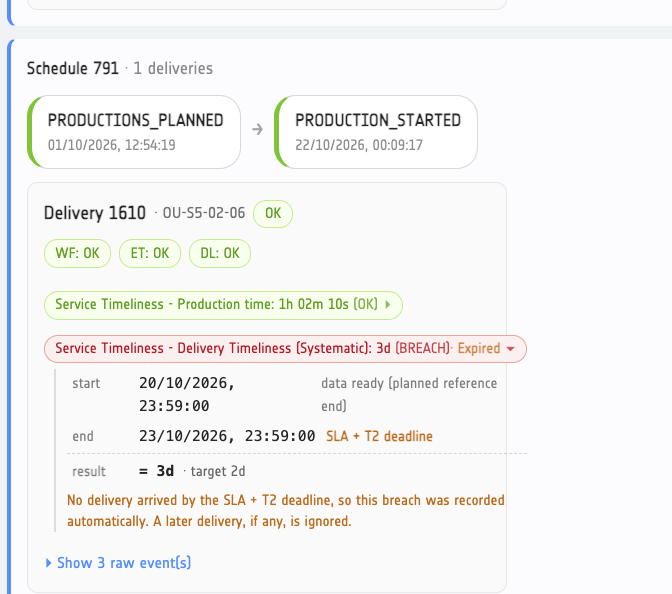 Schedule 791 · 1 deliveries
PRODUCTIONS_PLANNED
01/10/2026, 12:54:19
→
PRODUCTION_STARTED
22/10/2026, 00:09:17
Delivery 1610 · OU-S5-02-06 OK
WF: OK ET: OK DL: OK
Service Timeliness - Production time: 1h 02m 10s (OK)
Service Timeliness - Delivery Timeliness (Systematic): 3d (BREACH)· Expired
start 20/10/2026, 23:59:00 data ready (planned reference end)
end 23/10/2026, 23:59:00 SLA + T2 deadline
result = 3d · target 2d
No delivery arrived by the SLA + T2 deadline, so this breach was recorded
automatically. A later delivery, if any, is ignored.
Show 3 raw event(s)